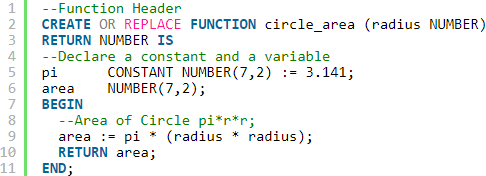 1 --Function Header
2 CREATE OR REPLACE FUNCTION circle_area (radius NUMBER)
3 RETURN NUMBER IS
4 --Declare a constant and a variable
5 pi      CONSTANT NUMBER(7,2) := 3.141;
6 area    NUMBER(7,2);
7 BEGIN
8   --Area of Circle pi*r*r;
9   area := pi * (radius * radius);
10   RETURN area;
11 END;